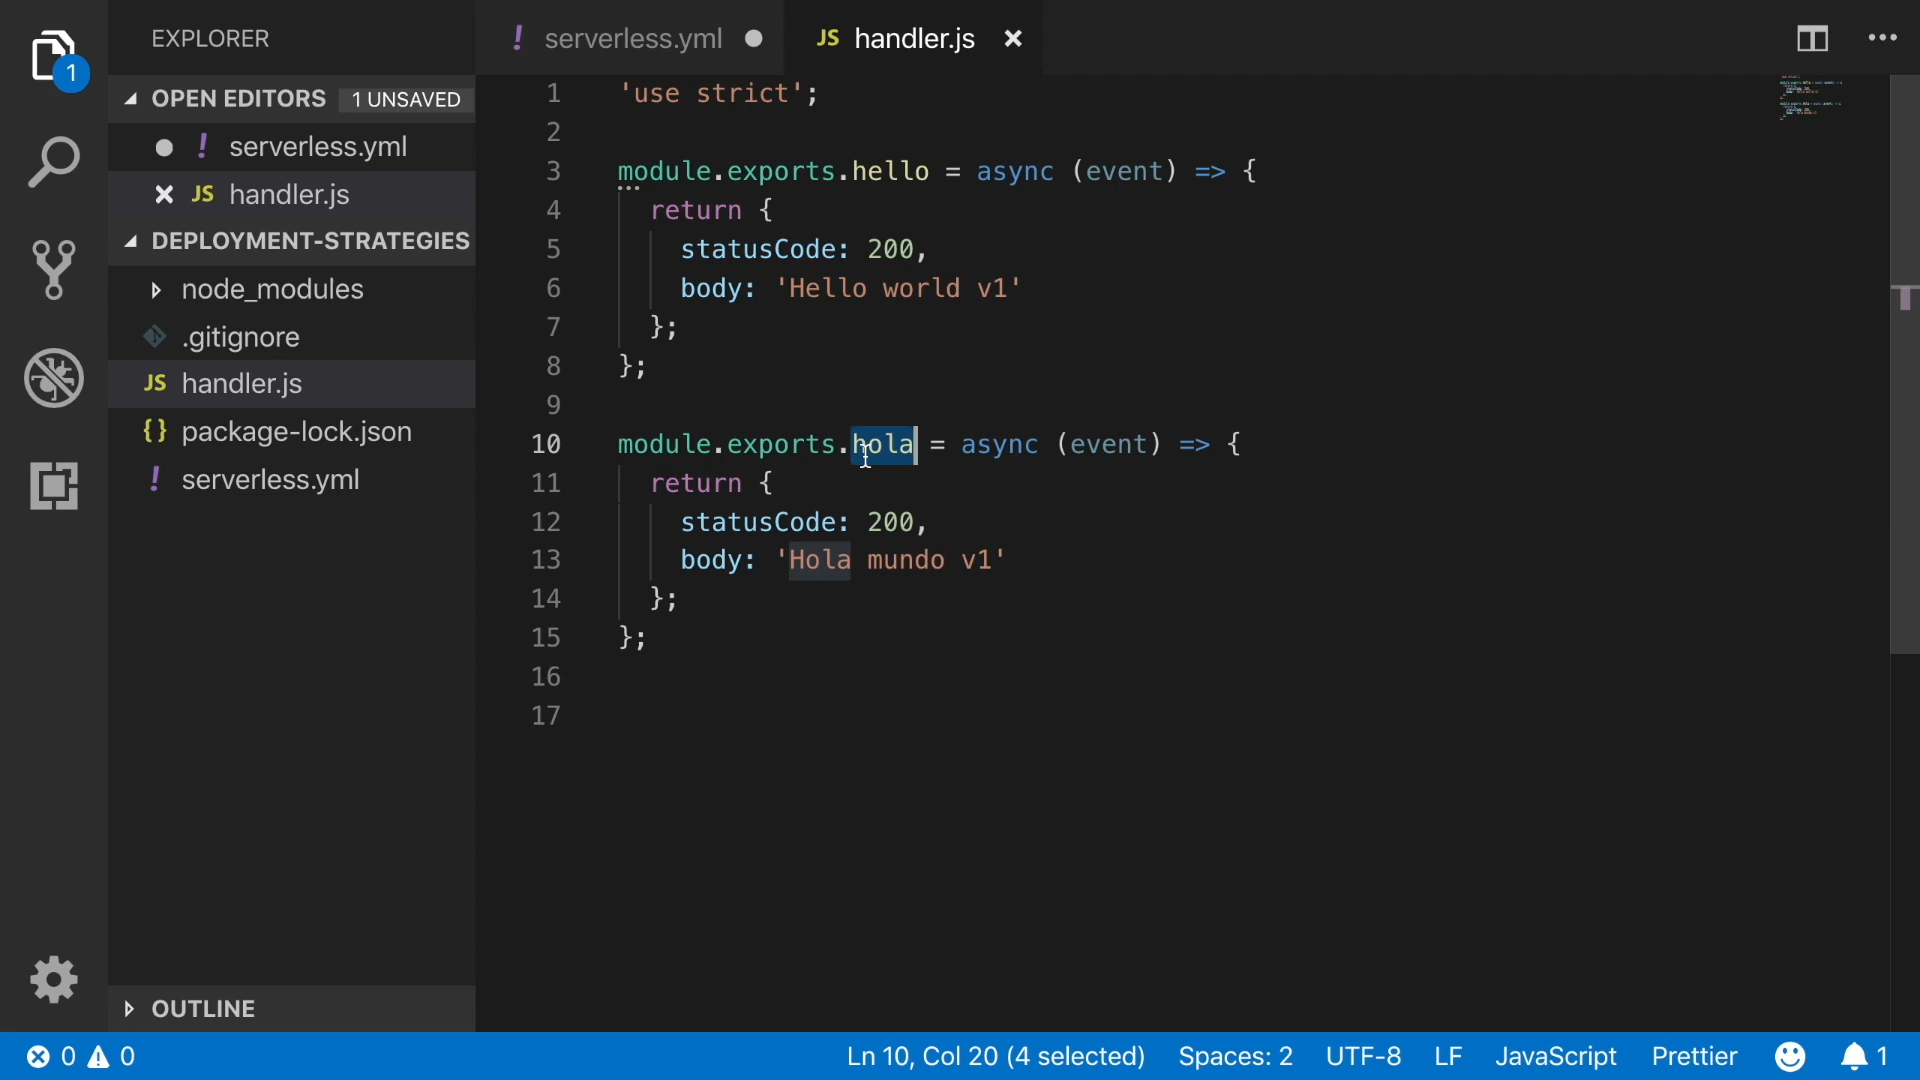 EXPLORER
1
OPEN EDITORS 1 UNSAVED
! serverless.yml
JS handler.js
DEPLOYMENT-STRATEGIES
node_modules
.gitignore
JS handler.js
{} package-lock.json
! serverless.yml
OUTLINE
! serverless.yml
JS handler.js
1 'use strict';
2
3 module.exports.hello = async (event) => {
4 return {
5 statusCode: 200,
6 body: 'Hello world v1'
7 };
8 };
9
10 module.exports.hola = async (event) => {
11 return {
12 statusCode: 200,
13 body: 'Hola mundo v1'
14 };
15 };
16
17
0 0 Ln 10, Col 20 (4 selected) Spaces: 2 UTF-8 LF JavaScript Prettier 1